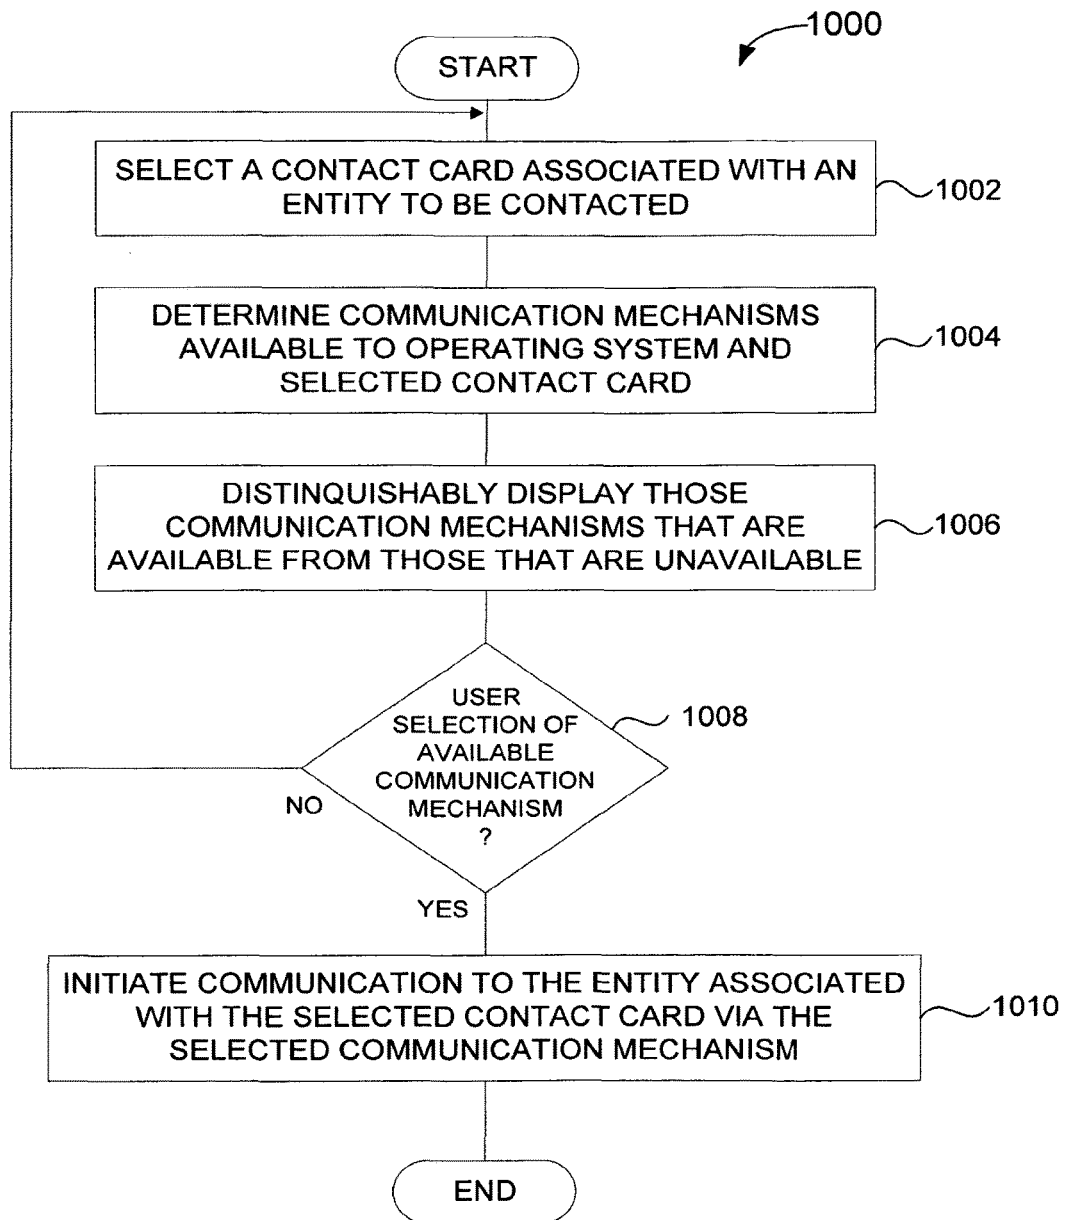 1000
START
SELECT A CONTACT CARD ASSOCIATED WITH AN
ENTITY TO BE CONTACTED
1002
DETERMINE COMMUNICATION MECHANISMS
AVAILABLE TO OPERATING SYSTEM AND
SELECTED CONTACT CARD
1004
DISTINQUISHABLY DISPLAY THOSE
COMMUNICATION MECHANISMS THAT ARE
AVAILABLE FROM THOSE THAT ARE UNAVAILABLE
1006
USER
SELECTION OF
AVAILABLE
COMMUNICATION
MECHANISM
?
1008
NO
YES
INITIATE COMMUNICATION TO THE ENTITY ASSOCIATED
WITH THE SELECTED CONTACT CARD VIA THE
SELECTED COMMUNICATION MECHANISM
1010
END